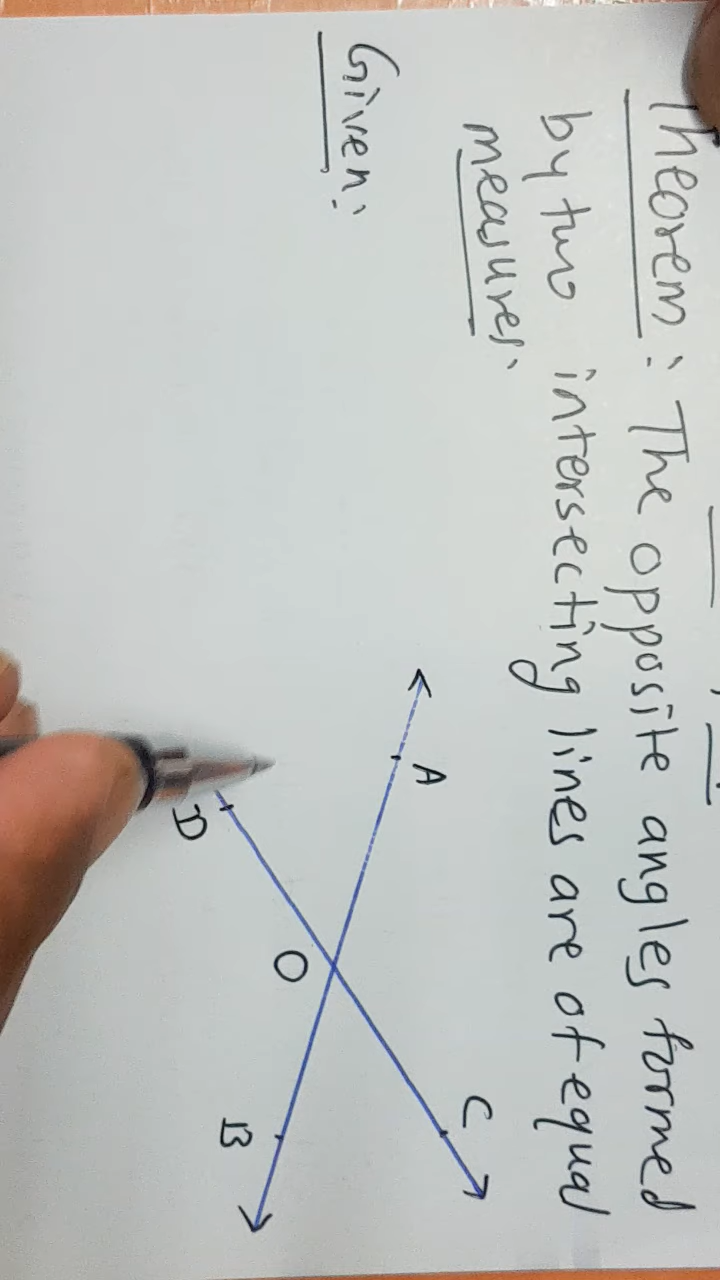 Theorem: The opposite angles formed
by two intersecting lines are of equal
measures.
Given:
A
C
O
D
B